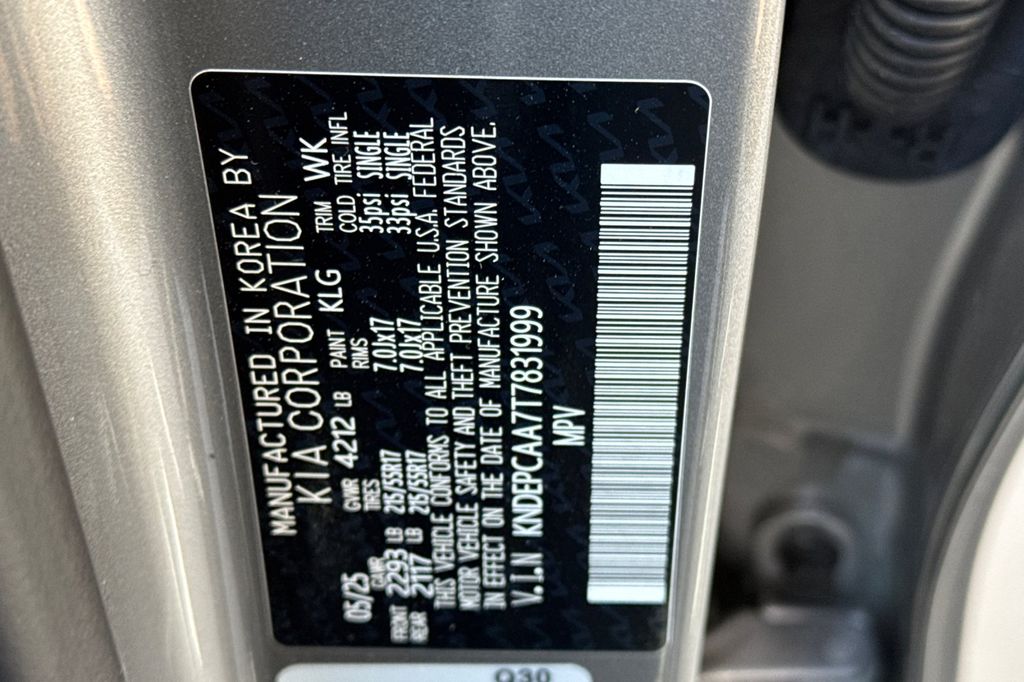 MANUFACTURED IN KOREA BY
KIA CORPORATION
05/25 GVWR 4212 LB PAINT KLG TRIM WK
GAWR TIRES RIMS COLD TIRE INFL
FRONT 2293 LB 215/55R17 7.0Jx17 35psi SINGLE
REAR 2117 LB 215/55R17 7.0Jx17 33psi SINGLE
THIS VEHICLE CONFORMS TO ALL APPLICABLE U.S.A. FEDERAL
MOTOR VEHICLE SAFETY AND THEFT PREVENTION STANDARDS
IN EFFECT ON THE DATE OF MANUFACTURE SHOWN ABOVE.
V.I.N KNDEPCAA7T7831999
MPV
Q30